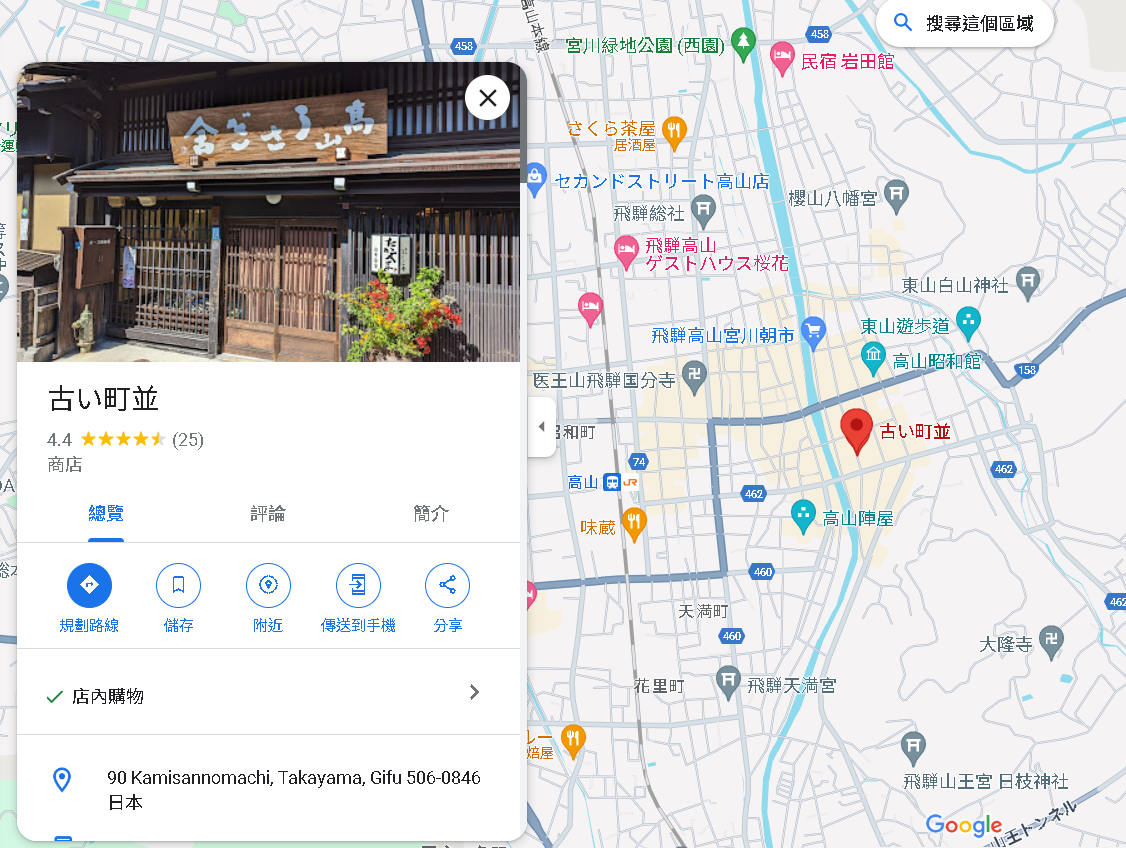 搜尋這個區域
高山うさぎ舎
古い町並
4.4
(25)
商店
總覽
評論
簡介
規劃路線
儲存
附近
傳送到手機
分享
店內購物
90 Kamisannomachi, Takayama, Gifu 506-0846
日本
高山本線
458
宮川緑地公園 (西園)
458
民宿 岩田館
さくら茶屋
居酒屋
セカンドストリート高山店
飛騨総社
櫻山八幡宮
飛騨高山
ゲストハウス桜花
東山白山神社
東山遊歩道
飛騨高山宮川朝市
高山昭和館
158
医王山飛騨国分寺
古い町並
昭和町
74
高山
JR
462
462
味蔵
高山陣屋
460
462
天満町
460
大隆寺
花里町
飛騨天満宮
飛騨山王宮 日枝神社
Google
山王トンネル